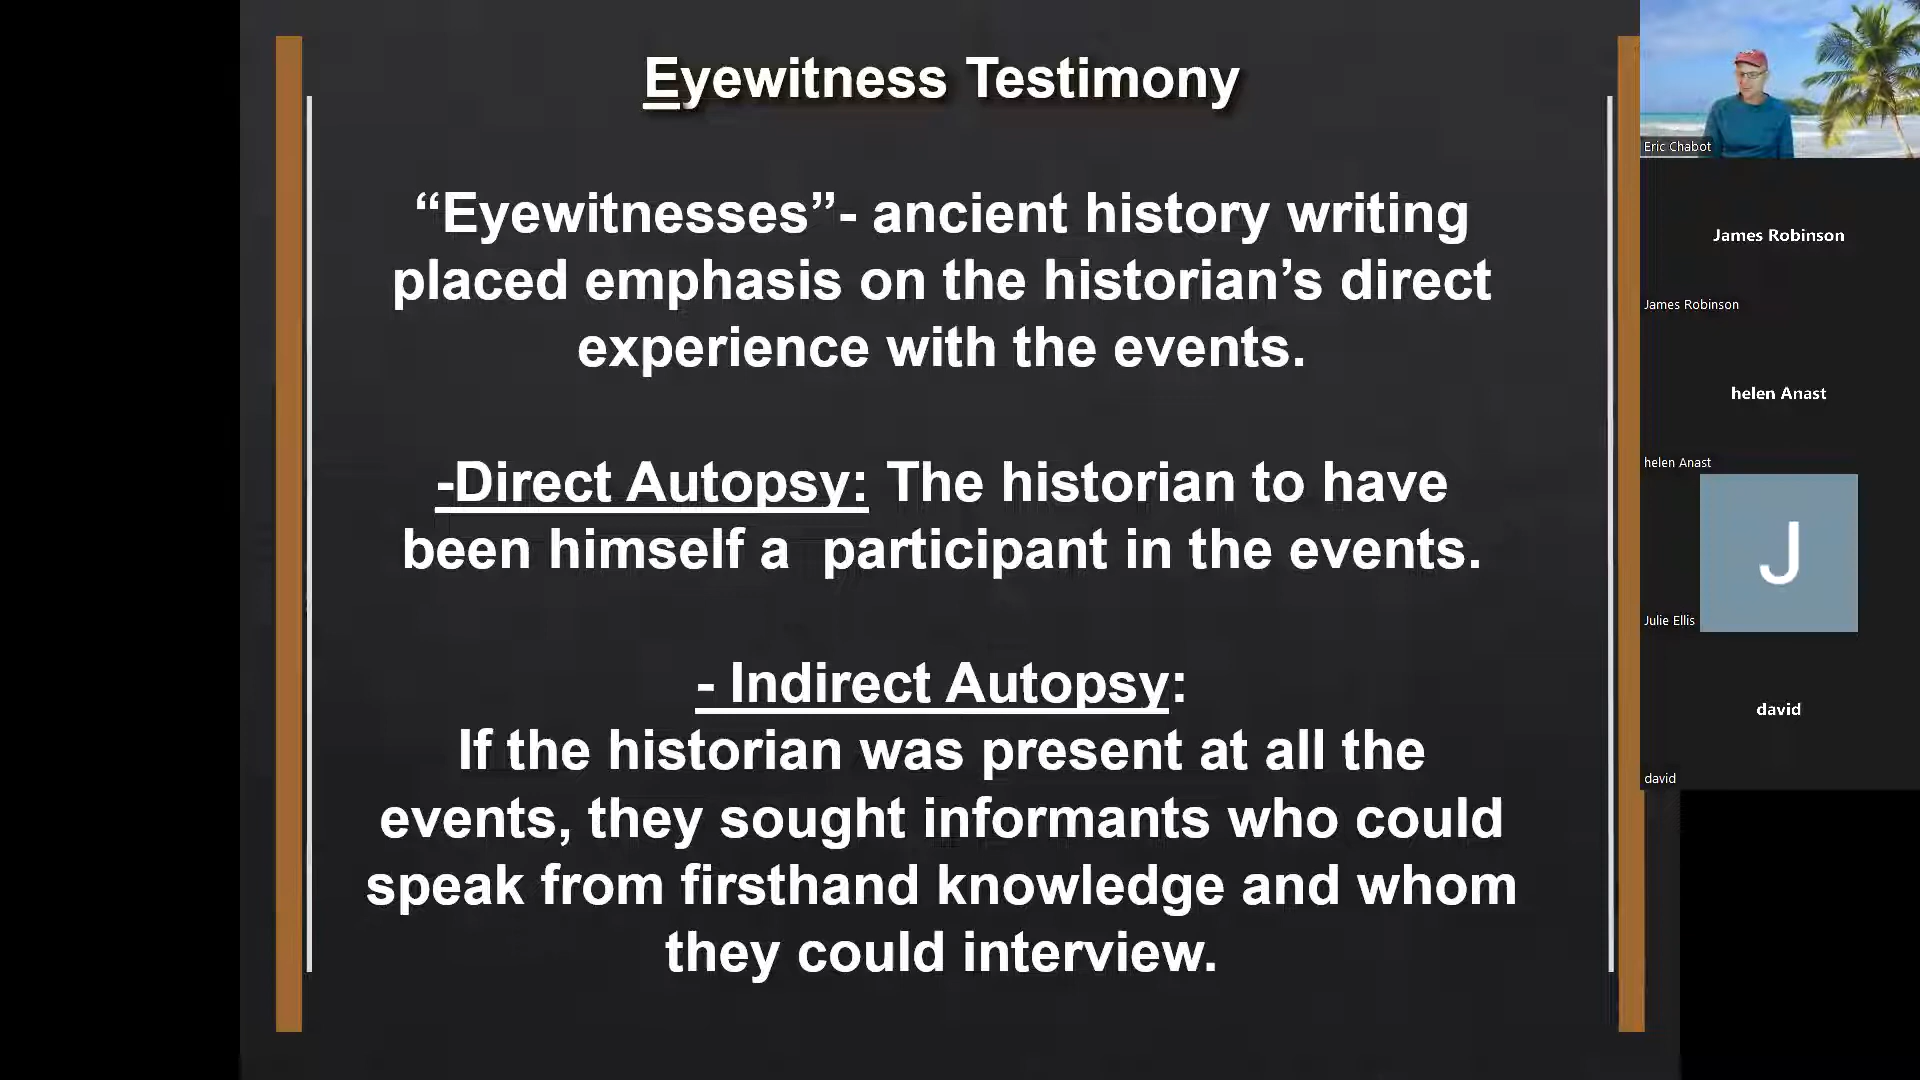 Eyewitness Testimony
“Eyewitnesses”- ancient history writing
placed emphasis on the historian’s direct
experience with the events.
-Direct Autopsy: The historian to have
been himself a  participant in the events.
- Indirect Autopsy:
If the historian was present at all the
events, they sought informants who could
speak from firsthand knowledge and whom
they could interview.
Eric Chabot
James Robinson
James Robinson
helen Anast
helen Anast
J
Julie Ellis
david
david